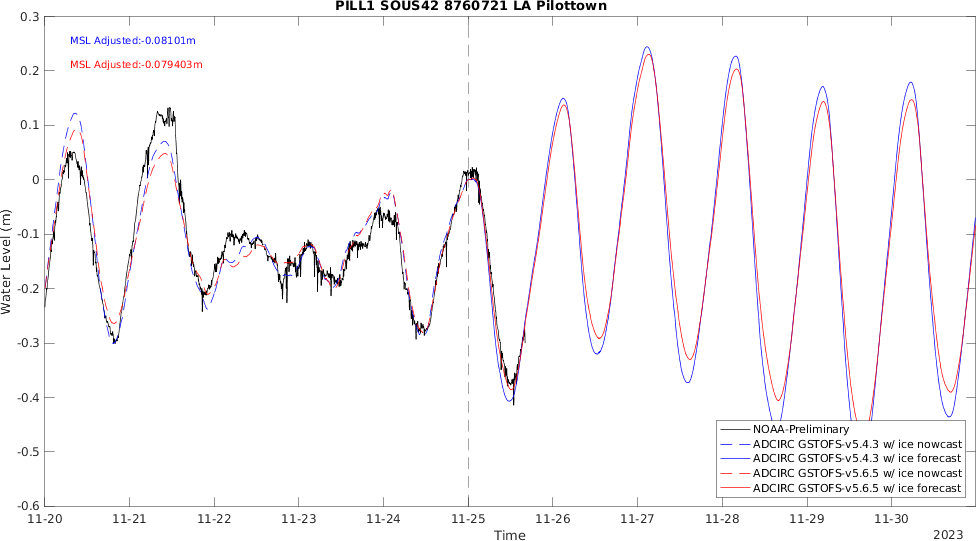 PILL1 SOUS42 8760721 LA Pilottown
MSL Adjusted:-0.08101m
MSL Adjusted:-0.079403m
Water Level (m)
0.3
0.2
0.1
0
-0.1
-0.2
-0.3
-0.4
-0.5
-0.6
NOAA-Preliminary
ADCIRC GSTOFS-v5.4.3 w/ ice nowcast
ADCIRC GSTOFS-v5.4.3 w/ ice forecast
ADCIRC GSTOFS-v5.6.5 w/ ice nowcast
ADCIRC GSTOFS-v5.6.5 w/ ice forecast
11-20 11-21 11-22 11-23 11-24 11-25 11-26 11-27 11-28 11-29 11-30
Time
2023